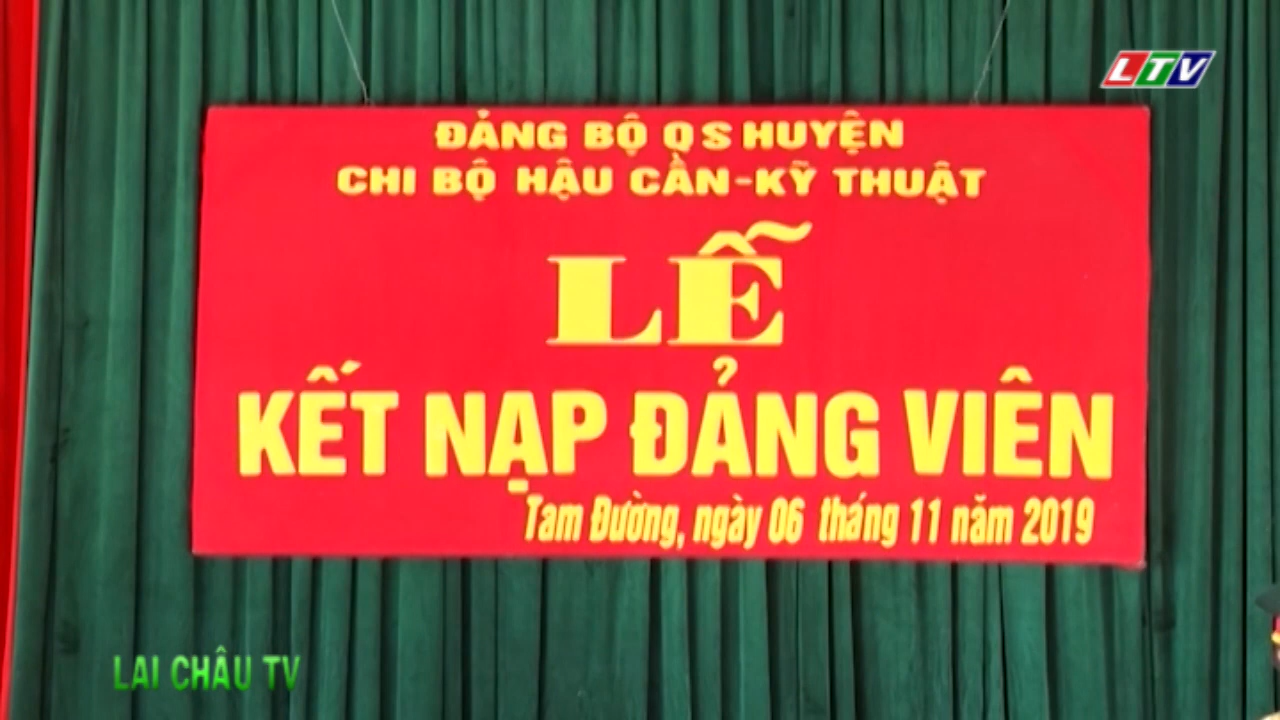 LTV
ĐẢNG BỘ QS HUYỆN
CHI BỘ HẬU CẦN-KỸ THUẬT
LỄ
KẾT NẠP ĐẢNG VIÊN
Tam Đường, ngày 06 tháng 11 năm 2019
LAI CHÂU TV